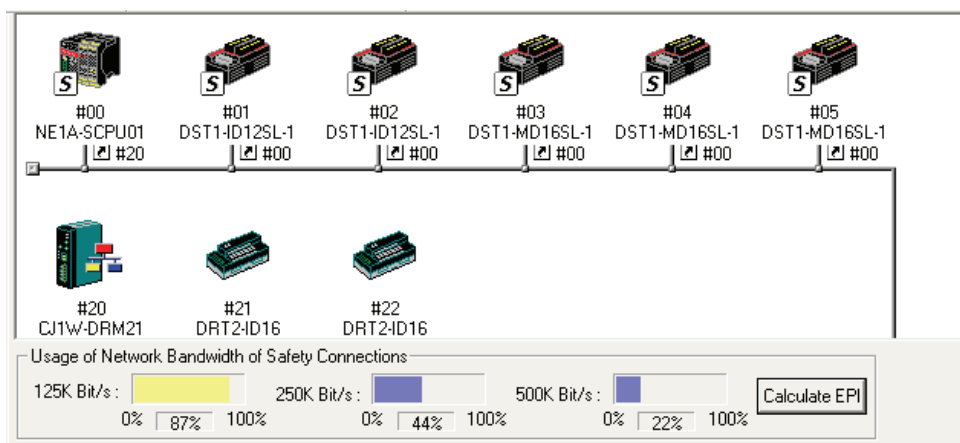 S S S S S S
#00 #01 #02 #03 #04 #05
NE1A-SCPU01 DST1-ID12SL-1 DST1-ID12SL-1 DST1-MD16SL-1 DST1-MD16SL-1 DST1-MD16SL-1
#20 #00 #00 #00 #00 #00
#20 #21 #22
CJ1W-DRM21 DRT2-ID16 DRT2-ID16
Usage of Network Bandwidth of Safety Connections
125K Bit/s : 250K Bit/s : 500K Bit/s : Calculate EPI
0% 87% 100% 0% 44% 100% 0% 22% 100%